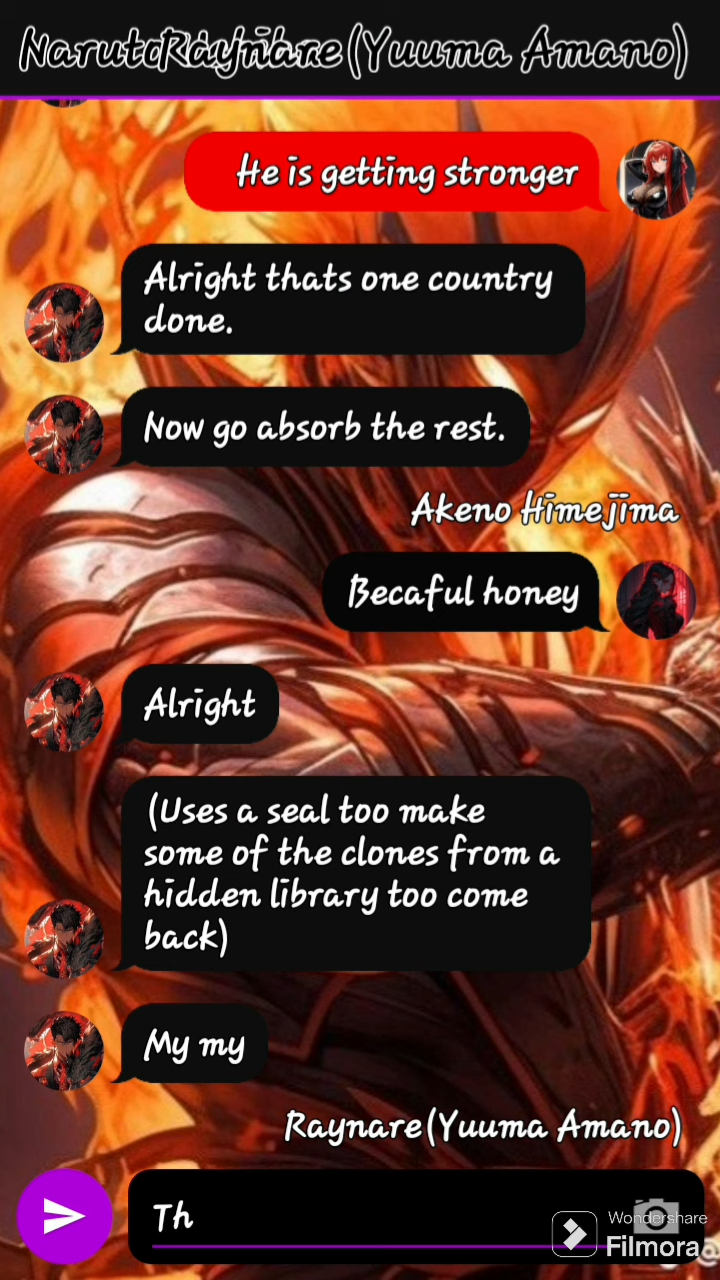 Raynare(Yuuma Amano)
He is getting stronger
Alright thats one country
done.
Now go absorb the rest.
Akeno Himejima
Becaful honey
Alright
(Uses a seal too make
some of the clones from a
hidden library too come
back)
My my
Raynare(Yuuma Amano)
Th
Wondershare
Filmora